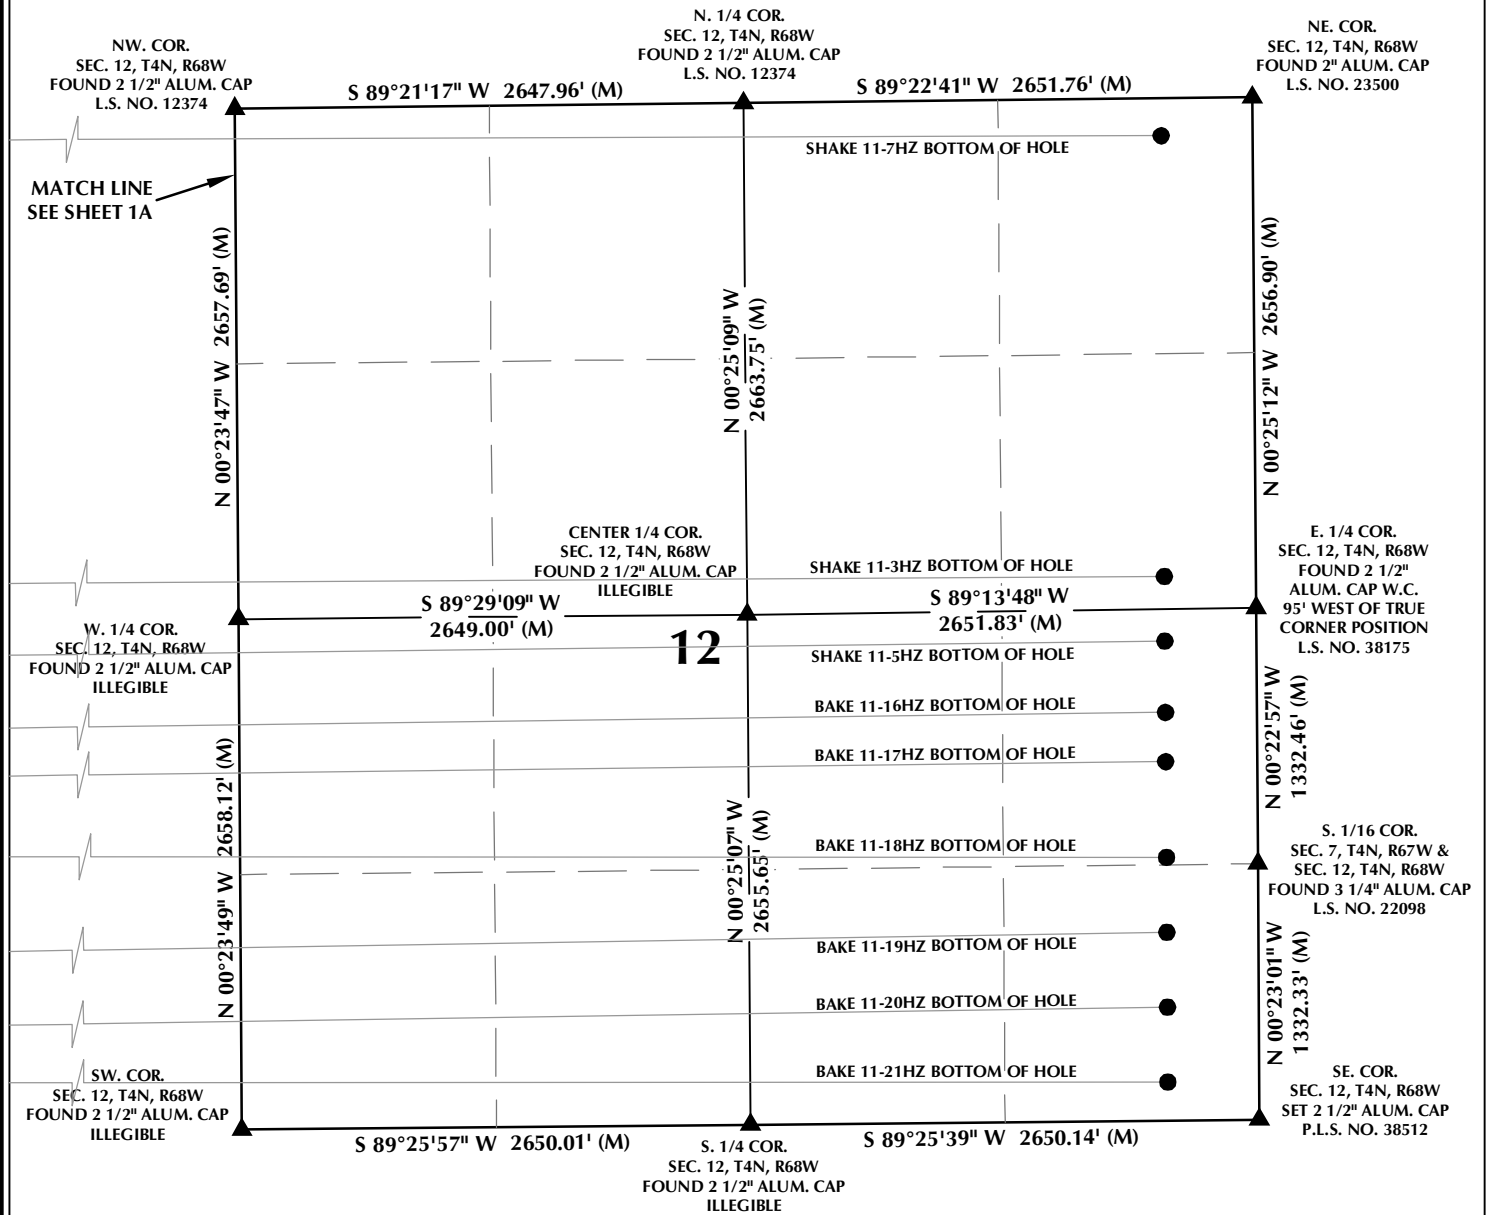 N. 1/4 COR.
SEC. 12, T4N, R68W
FOUND 2 1/2" ALUM. CAP
L.S. NO. 12374
NW. COR.
SEC. 12, T4N, R68W
FOUND 2 1/2" ALUM. CAP
L.S. NO. 12374
NE. COR.
SEC. 12, T4N, R68W
FOUND 2" ALUM. CAP
L.S. NO. 23500
S 89°21'17" W 2647.96' (M)
S 89°22'41" W 2651.76' (M)
SHAKE 11-7HZ BOTTOM OF HOLE
MATCH LINE
SEE SHEET 1A
N 00°23'47" W 2657.69' (M)
N 00°25'09" W
2663.75' (M)
N 00°25'12" W 2656.90' (M)
CENTER 1/4 COR.
SEC. 12, T4N, R68W
FOUND 2 1/2" ALUM. CAP
ILLEGIBLE
SHAKE 11-3HZ BOTTOM OF HOLE
E. 1/4 COR.
SEC. 12, T4N, R68W
FOUND 2 1/2"
ALUM. CAP W.C.
95' WEST OF TRUE
CORNER POSITION
L.S. NO. 38175
S 89°29'09" W
2649.00' (M)
S 89°13'48" W
2651.83' (M)
12
W. 1/4 COR.
SEC. 12, T4N, R68W
FOUND 2 1/2" ALUM. CAP
ILLEGIBLE
SHAKE 11-5HZ BOTTOM OF HOLE
BAKE 11-16HZ BOTTOM OF HOLE
BAKE 11-17HZ BOTTOM OF HOLE
N 00°22'57" W
1332.46' (M)
N 00°23'49" W 2658.12' (M)
N 00°25'07" W
2655.65' (M)
BAKE 11-18HZ BOTTOM OF HOLE
S. 1/16 COR.
SEC. 7, T4N, R67W &
SEC. 12, T4N, R68W
FOUND 3 1/4" ALUM. CAP
L.S. NO. 22098
BAKE 11-19HZ BOTTOM OF HOLE
BAKE 11-20HZ BOTTOM OF HOLE
N 00°23'01" W
1332.33' (M)
BAKE 11-21HZ BOTTOM OF HOLE
SW. COR.
SEC. 12, T4N, R68W
FOUND 2 1/2" ALUM. CAP
ILLEGIBLE
SE. COR.
SEC. 12, T4N, R68W
SET 2 1/2" ALUM. CAP
P.L.S. NO. 38512
S 89°25'57" W 2650.01' (M)
S 89°25'39" W 2650.14' (M)
S. 1/4 COR.
SEC. 12, T4N, R68W
FOUND 2 1/2" ALUM. CAP
ILLEGIBLE